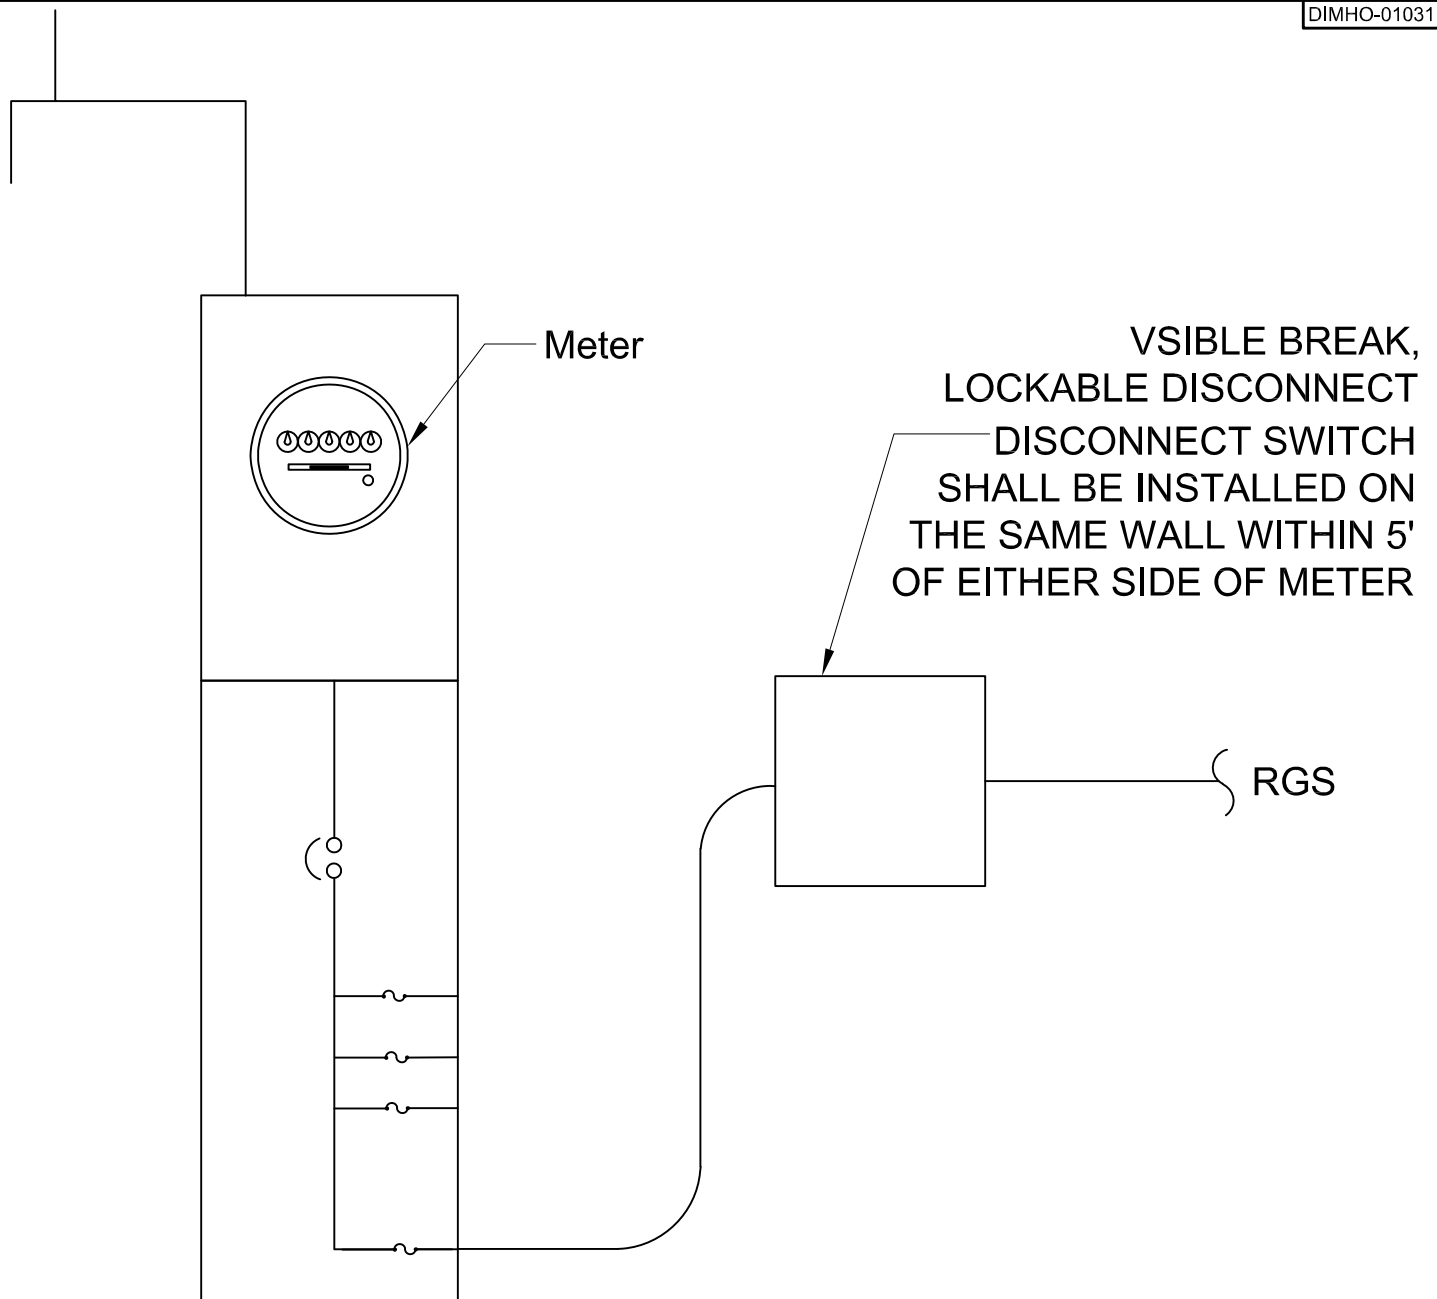 DIMHO-01031
Meter
VSIBLE BREAK,
LOCKABLE DISCONNECT
DISCONNECT SWITCH
SHALL BE INSTALLED ON
THE SAME WALL WITHIN 5'
OF EITHER SIDE OF METER
RGS